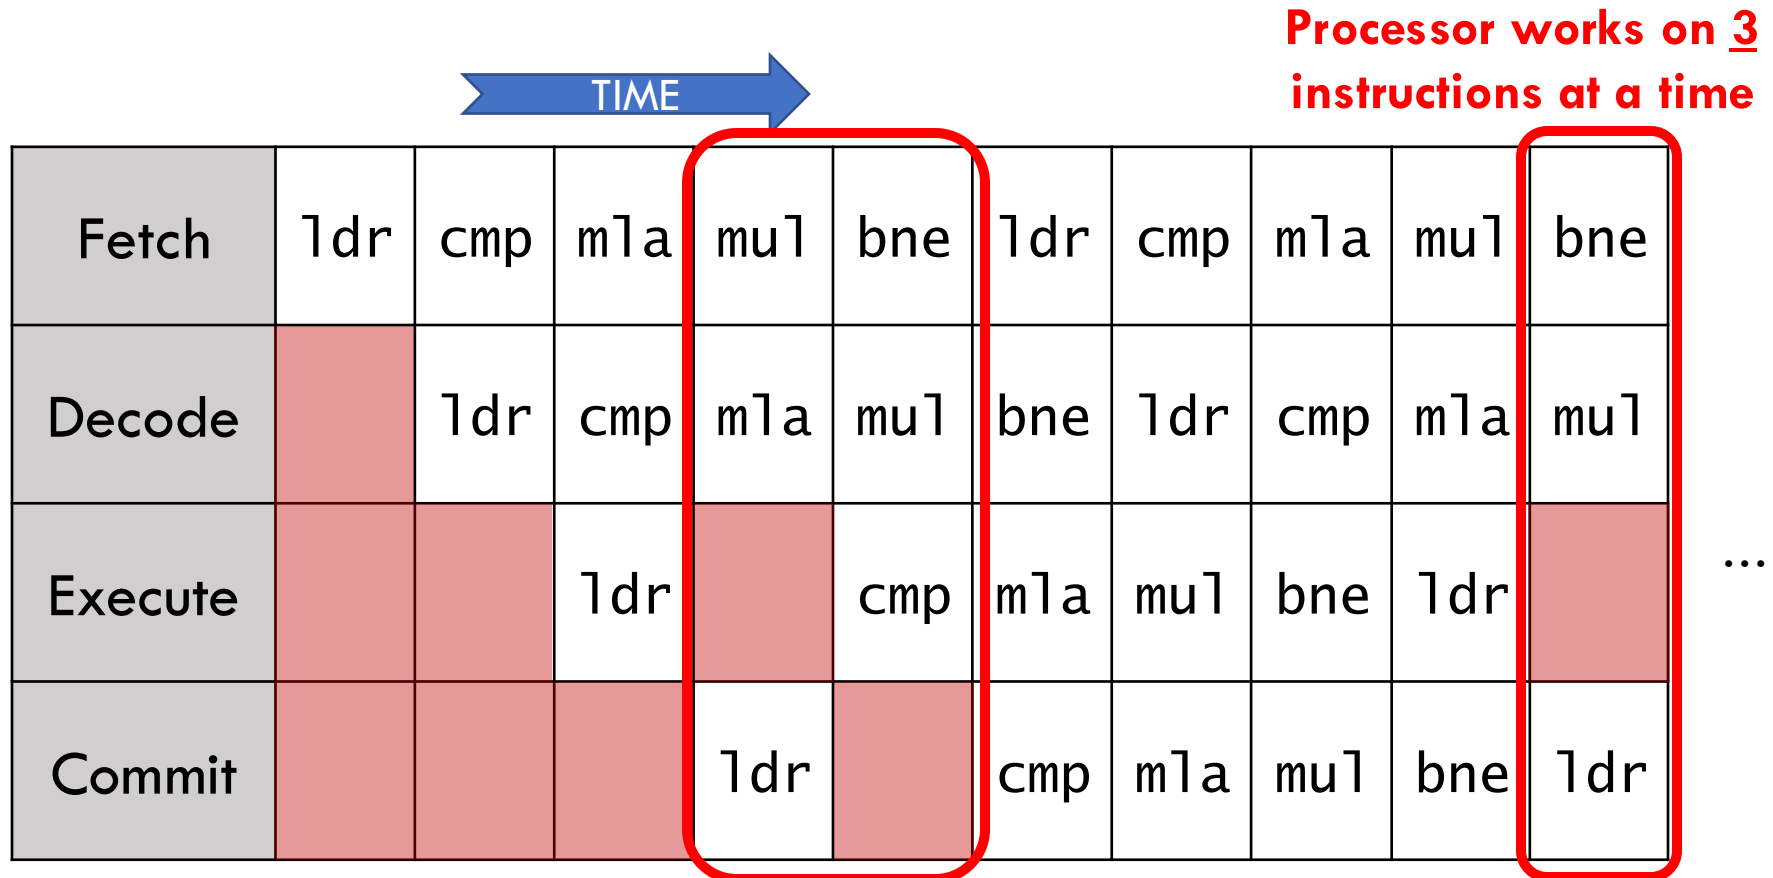 Processor works on 3
instructions at a time
TIME
Fetch ldr cmp mla mul bne ldr cmp mla mul bne
Decode ldr cmp mla mul bne ldr cmp mla mul
Execute ldr cmp mla mul bne ldr
...
Commit ldr cmp mla mul bne ldr